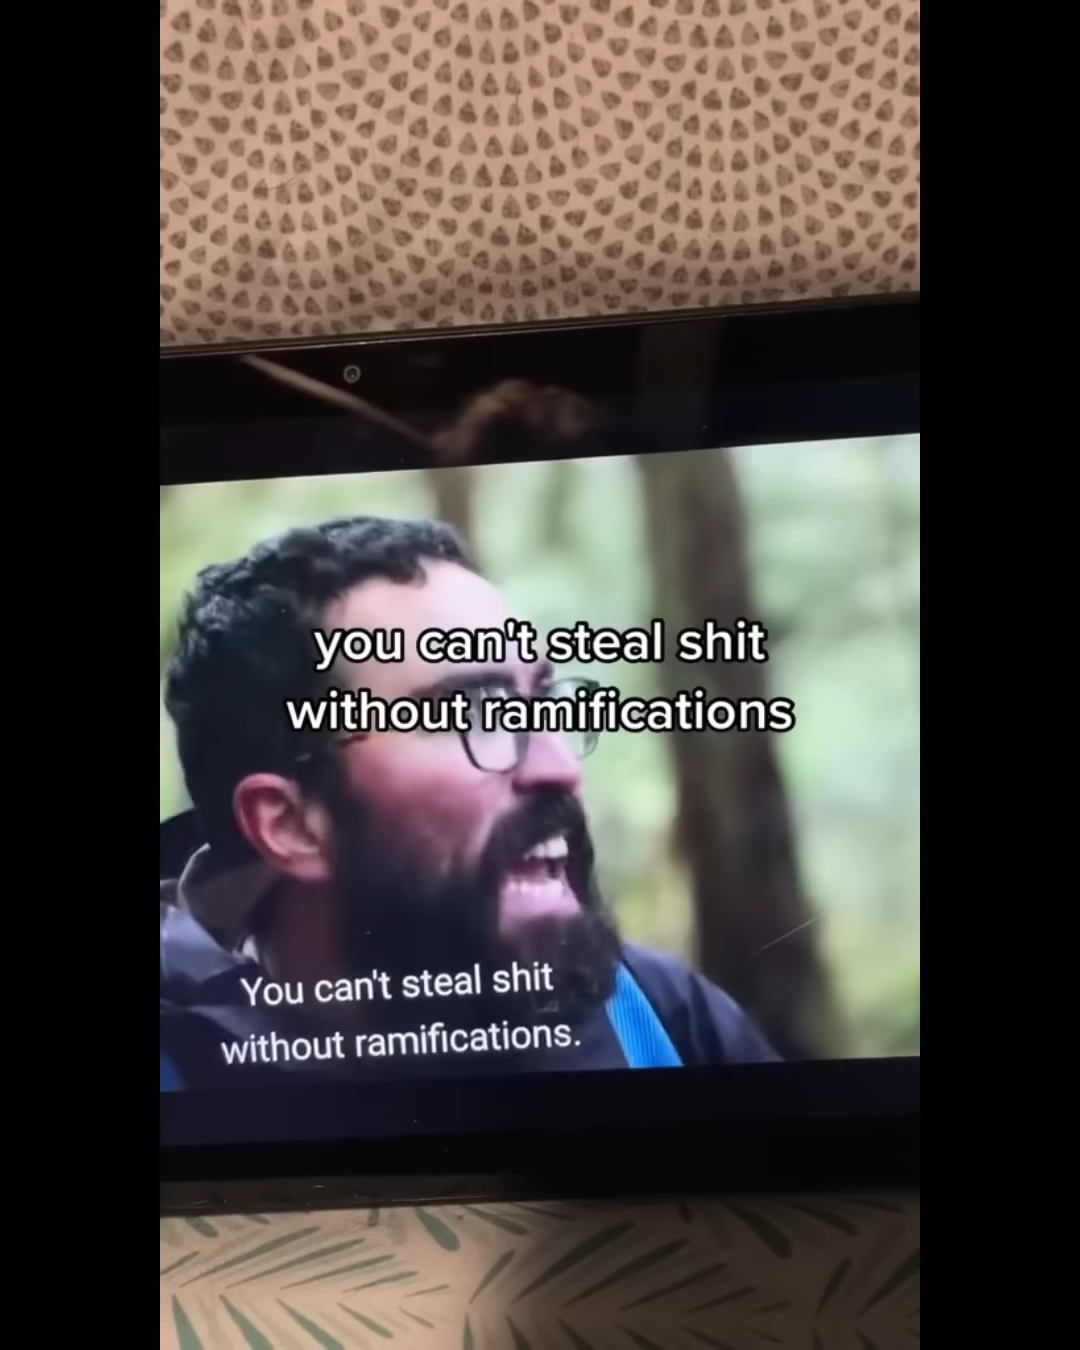 you can't steal shit
without ramifications
You can't steal shit
without ramifications.